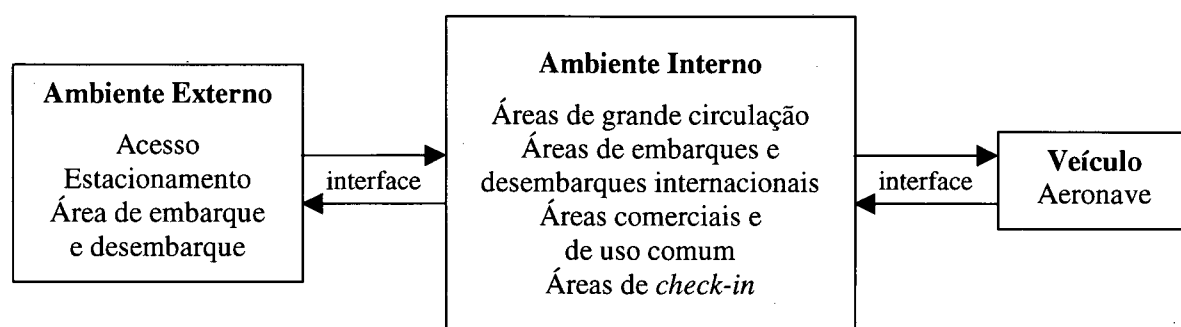 Ambiente Externo
Acesso
Estacionamento
Área de embarque
e desembarque
interface
Ambiente Interno
Áreas de grande circulação
Áreas de embarques e
desembarques internacionais
Áreas comerciais e
de uso comum
Áreas de check-in
interface
Veículo
Aeronave